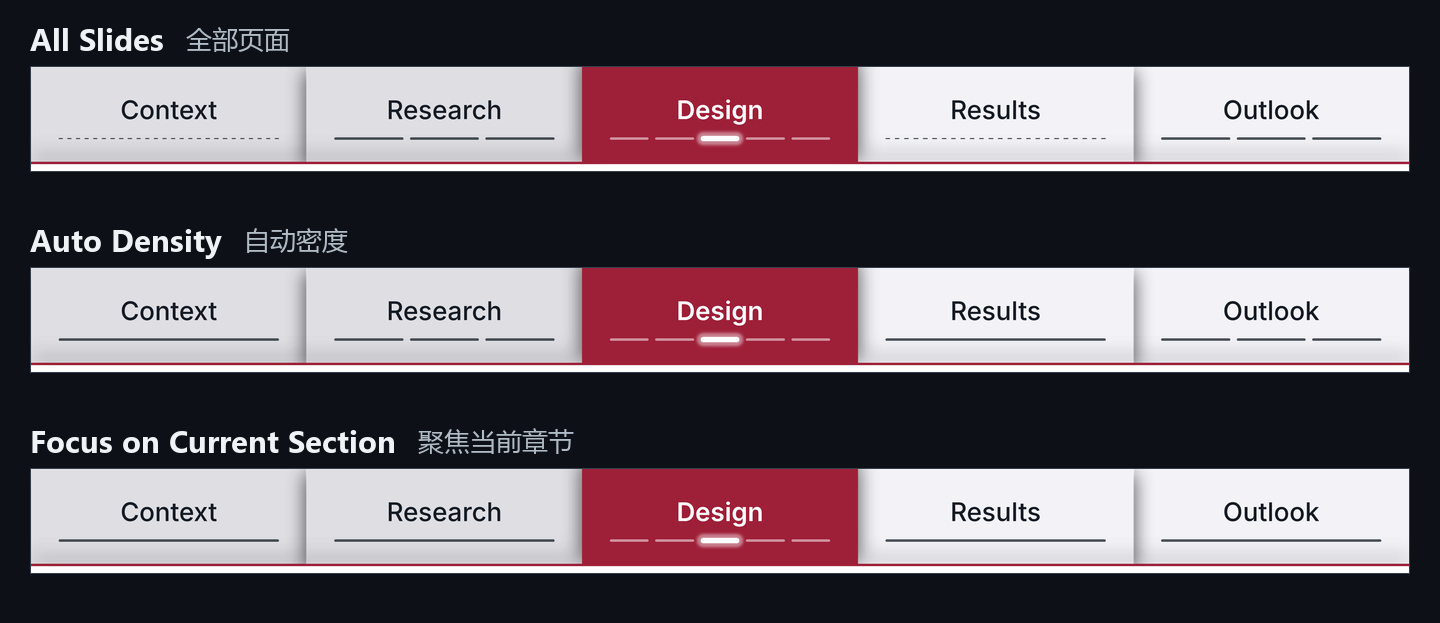 All Slides 全部页面
Context Research Design Results Outlook
Auto Density 自动密度
Context Research Design Results Outlook
Focus on Current Section 聚焦当前章节
Context Research Design Results Outlook